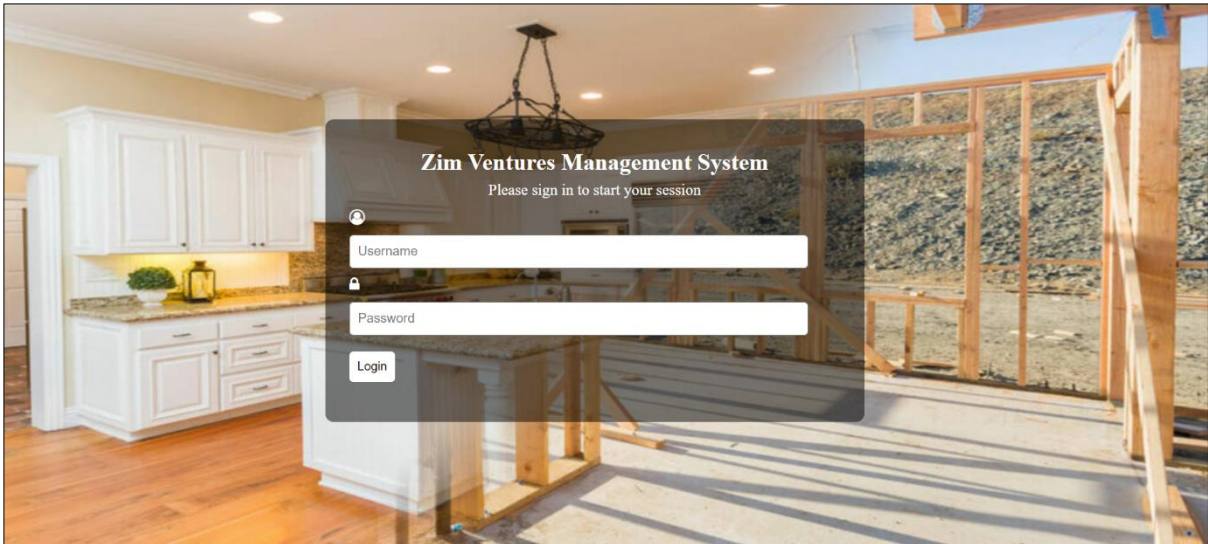 Zim Ventures Management System
Please sign in to start your session
Username
Password
Login